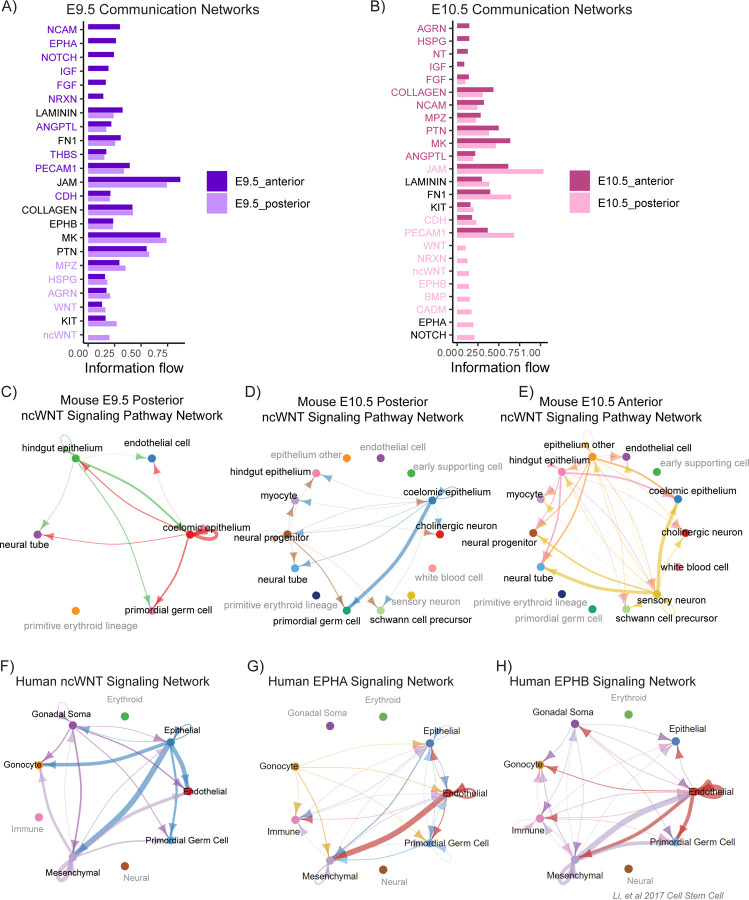 A)
E9.5 Communication Networks
NCAM
EPHA
NOTCH
IGF
FGF
NRXN
LAMININ
ANGPTL
FN1
THBS
PECAM1
JAM
CDH
COLLAGEN
EPHB
MK
PTN
MPZ
HSPG
AGRN
WNT
KIT
ncWNT
E9.5_anterior
E9.5_posterior
0.00 0.25 0.50 0.75
Information flow
B)
E10.5 Communication Networks
AGRN
HSPG
NT
IGF
FGF
COLLAGEN
NCAM
MPZ
PTN
MK
ANGPTL
JAM
LAMININ
FN1
KIT
CDH
PECAM1
WNT
NRXN
ncWNT
EPHB
BMP
CADM
EPHA
NOTCH
E10.5_anterior
E10.5_posterior
0.00 0.25 0.50 0.75 1.00
Information flow
C)
Mouse E9.5 Posterior
ncWNT Signaling Pathway Network
hindgut epithelium
endothelial cell
coelomic epithelium
neural tube
primordial germ cell
primitive erythroid lineage
D)
Mouse E10.5 Posterior
ncWNT Signaling Pathway Network
epithelium other
endothelial cell
hindgut epithelium
early supporting cell
myocyte
coelomic epithelium
neural progenitor
cholinergic neuron
neural tube
white blood cell
primitive erythroid lineage
sensory neuron
primordial germ cell
schwann cell precursor
E)
Mouse E10.5 Anterior
ncWNT Signaling Pathway Network
epithelium other
endothelial cell
hindgut epithelium
early supporting cell
myocyte
coelomic epithelium
neural progenitor
cholinergic neuron
neural tube
white blood cell
primitive erythroid lineage
sensory neuron
primordial germ cell
schwann cell precursor
F)
Human ncWNT Signaling Network
Erythroid
Gonadal Soma
Epithelial
Gonocyte
Endothelial
Immune
Primordial Germ Cell
Mesenchymal
Neural
G)
Human EPHA Signaling Network
Erythroid
Gonadal Soma
Epithelial
Gonocyte
Endothelial
Immune
Primordial Germ Cell
Mesenchymal
Neural
H)
Human EPHB Signaling Network
Erythroid
Gonadal Soma
Epithelial
Gonocyte
Endothelial
Immune
Primordial Germ Cell
Mesenchymal
Neural
Li, et al 2017 Cell Stem Cell